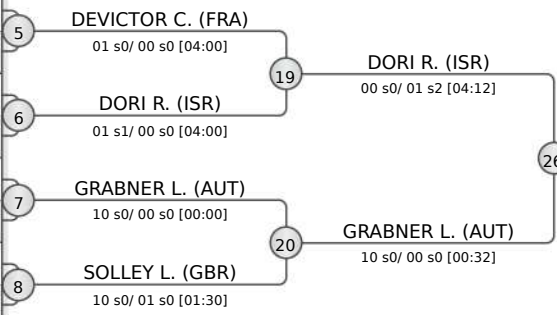 5
DEVICTOR C. (FRA)
01 s0/ 00 s0 [04:00]
19
DORI R. (ISR)
00 s0/ 01 s2 [04:12]
6
DORI R. (ISR)
01 s1/ 00 s0 [04:00]
26
7
GRABNER L. (AUT)
10 s0/ 00 s0 [00:00]
20
GRABNER L. (AUT)
10 s0/ 00 s0 [00:32]
8
SOLLEY L. (GBR)
10 s0/ 01 s0 [01:30]